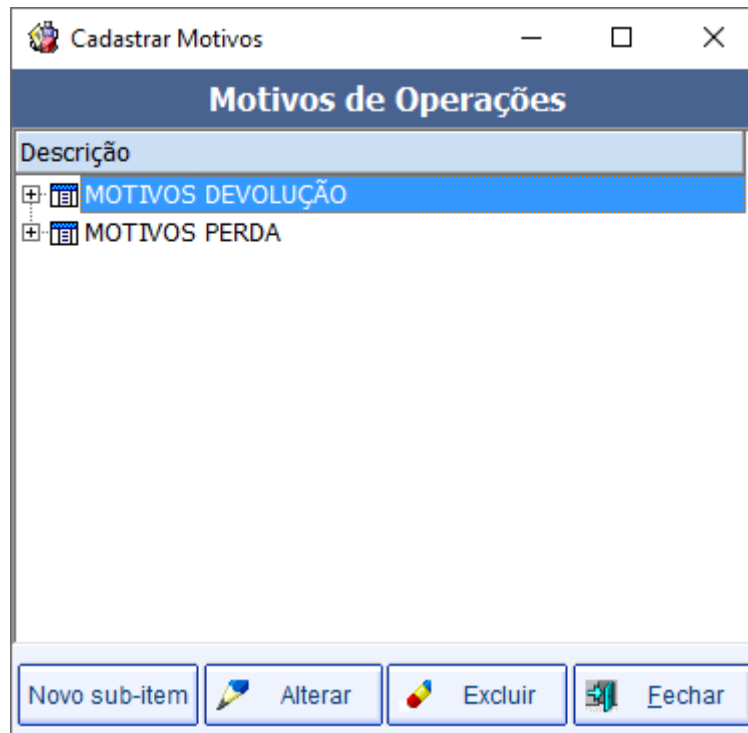 Cadastrar Motivos
Motivos de Operações
Descrição
MOTIVOS DEVOLUÇÃO
MOTIVOS PERDA
Novo sub-item Alterar Excluir Fechar